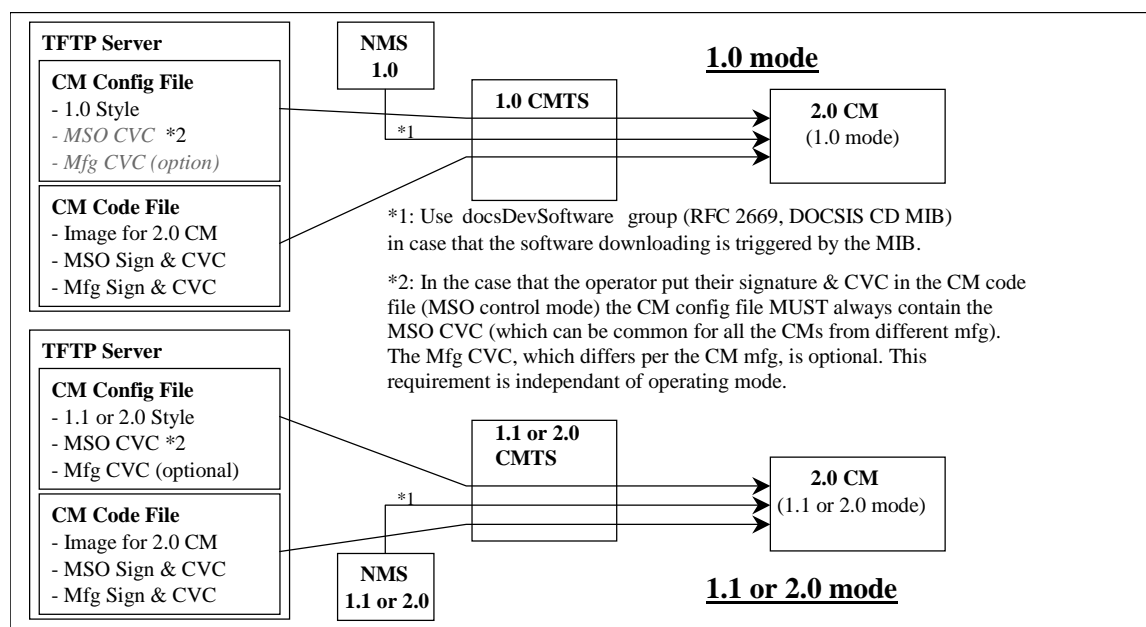 TFTP Server
CM Config File
- 1.0 Style
- MSO CVC *2
- Mfg CVC (option)
CM Code File
- Image for 2.0 CM
- MSO Sign & CVC
- Mfg Sign & CVC
NMS
1.0
*1
1.0 CMTS
1.0 mode
2.0 CM
(1.0 mode)
*1: Use docsDevSoftware group (RFC 2669, DOCSIS CD MIB)
in case that the software downloading is triggered by the MIB.
*2: In the case that the operator put their signature & CVC in the CM code
file (MSO control mode) the CM config file MUST always contain the
MSO CVC (which can be common for all the CMs from different mfg).
The Mfg CVC, which differs per the CM mfg, is optional. This
requirement is independant of operating mode.
TFTP Server
CM Config File
- 1.1 or 2.0 Style
- MSO CVC *2
- Mfg CVC (optional)
CM Code File
- Image for 2.0 CM
- MSO Sign & CVC
- Mfg Sign & CVC
*1
NMS
1.1 or 2.0
1.1 or 2.0
CMTS
2.0 CM
(1.1 or 2.0 mode)
1.1 or 2.0 mode